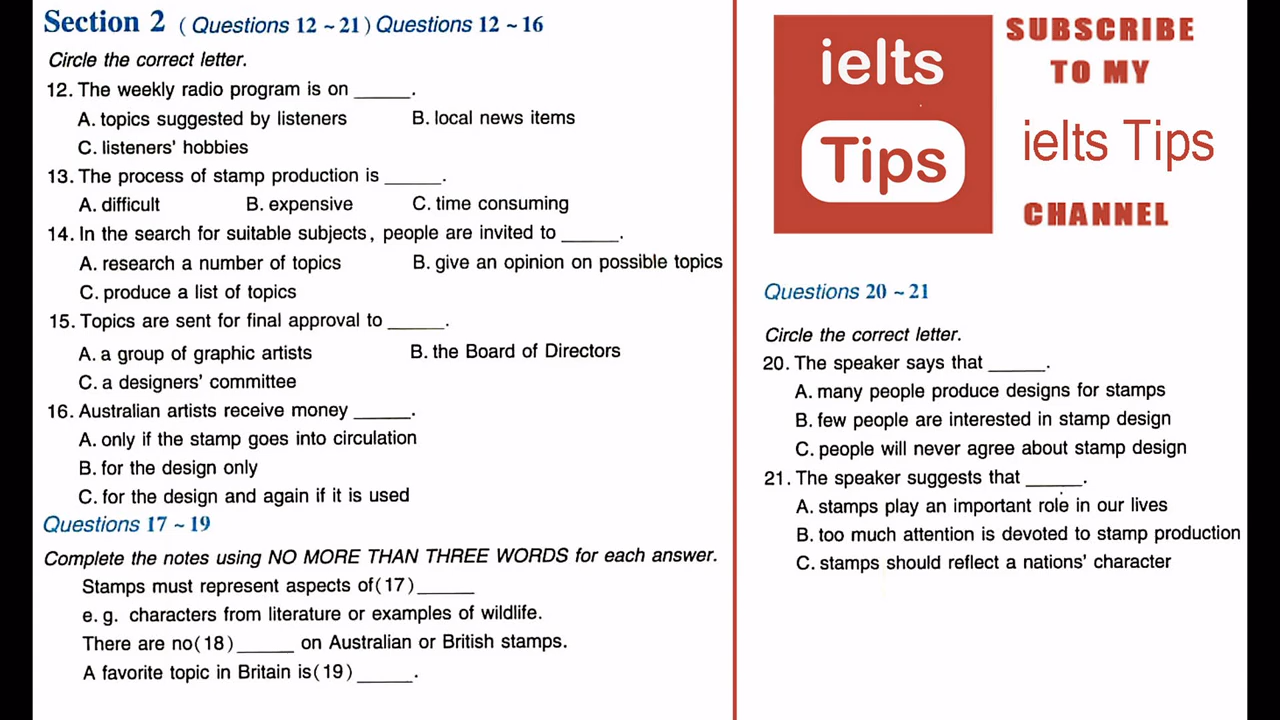 Section 2 ( Questions 12 ~ 21 ) Questions 12 ~ 16
Circle the correct letter.
12. The weekly radio program is on _____.
A. topics suggested by listeners B. local news items
C. listeners' hobbies
13. The process of stamp production is _____.
A. difficult B. expensive C. time consuming
14. In the search for suitable subjects, people are invited to _____.
A. research a number of topics B. give an opinion on possible topics
C. produce a list of topics
15. Topics are sent for final approval to _____.
A. a group of graphic artists B. the Board of Directors
C. a designers' committee
16. Australian artists receive money _____.
A. only if the stamp goes into circulation
B. for the design only
C. for the design and again if it is used
Questions 17 ~ 19
Complete the notes using NO MORE THAN THREE WORDS for each answer.
Stamps must represent aspects of(17)_____
e. g. characters from literature or examples of wildlife.
There are no(18)_____ on Australian or British stamps.
A favorite topic in Britain is(19)_____.
ielts
Tips
SUBSCRIBE
TO MY
ielts Tips
CHANNEL
Questions 20 ~ 21
Circle the correct letter.
20. The speaker says that _____.
A. many people produce designs for stamps
B. few people are interested in stamp design
C. people will never agree about stamp design
21. The speaker suggests that _____.
A. stamps play an important role in our lives
B. too much attention is devoted to stamp production
C. stamps should reflect a nations' character